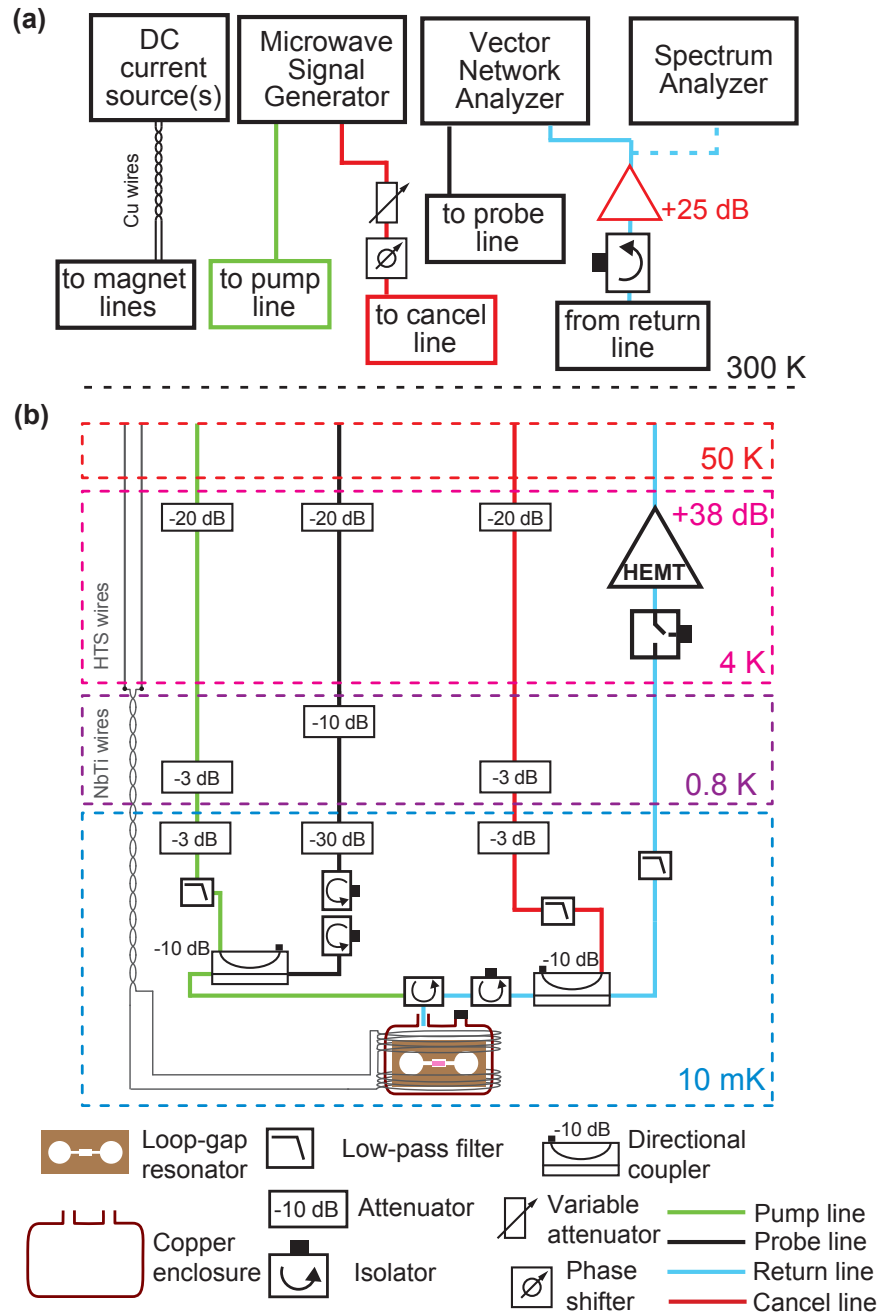 (a)
DC
current
source(s)
Microwave
Signal
Generator
Vector
Network
Analyzer
Spectrum
Analyzer
Cu wires
+25 dB
to probe
line
to magnet
lines
to pump
line
to cancel
line
from return
line
300 K
(b)
50 K
-20 dB
-20 dB
-20 dB
+38 dB
HEMT
HTS wires
4 K
NbTi wires
-10 dB
-3 dB
-3 dB
0.8 K
-3 dB
-30 dB
-3 dB
-10 dB
-10 dB
10 mK
Loop-gap
resonator
Low-pass filter
-10 dB
Directional
coupler
-10 dB
Attenuator
Variable
attenuator
Pump line
Probe line
Copper
enclosure
Isolator
Phase
shifter
Return line
Cancel line